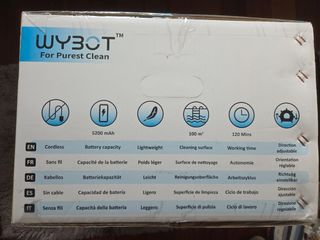 WYBOT™
For Purest Clean
5200 mAh 100 m² 120 Mins
EN Cordless Battery capacity Lightweight Cleaning surface Working time Direction adjustable
FR Sans fil Capacité de la batterie Poids léger Surface de nettoyage Autonomie Orientation réglable
DE Kabellos Batteriekapazität Leicht Reinigungsoberfläche Arbeitszyklus Richtung einstellbar
ES Sin cable Capacidad de batería Ligero Superficie de limpieza Ciclo de trabajo Dirección ajustable
IT Senza fili Capacità della batteria Leggero Superficie di pulizia Ciclo di lavoro Direzione regolabile